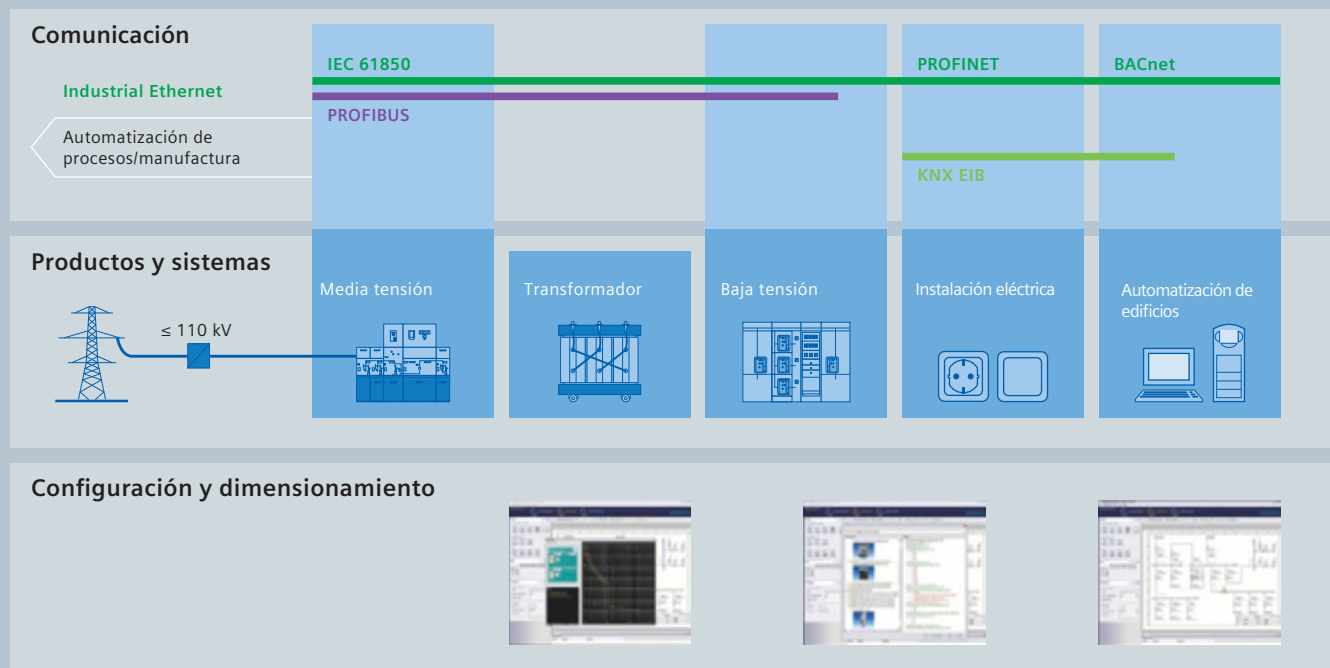 Comunicación
IEC 61850
PROFINET
BACnet
Industrial Ethernet
PROFIBUS
Automatización de
procesos/manufactura
KNX EIB
Productos y sistemas
Media tensión
Transformador
Baja tensión
Instalación eléctrica
Automatización de
edificios
≤ 110 kV
Configuración y dimensionamiento